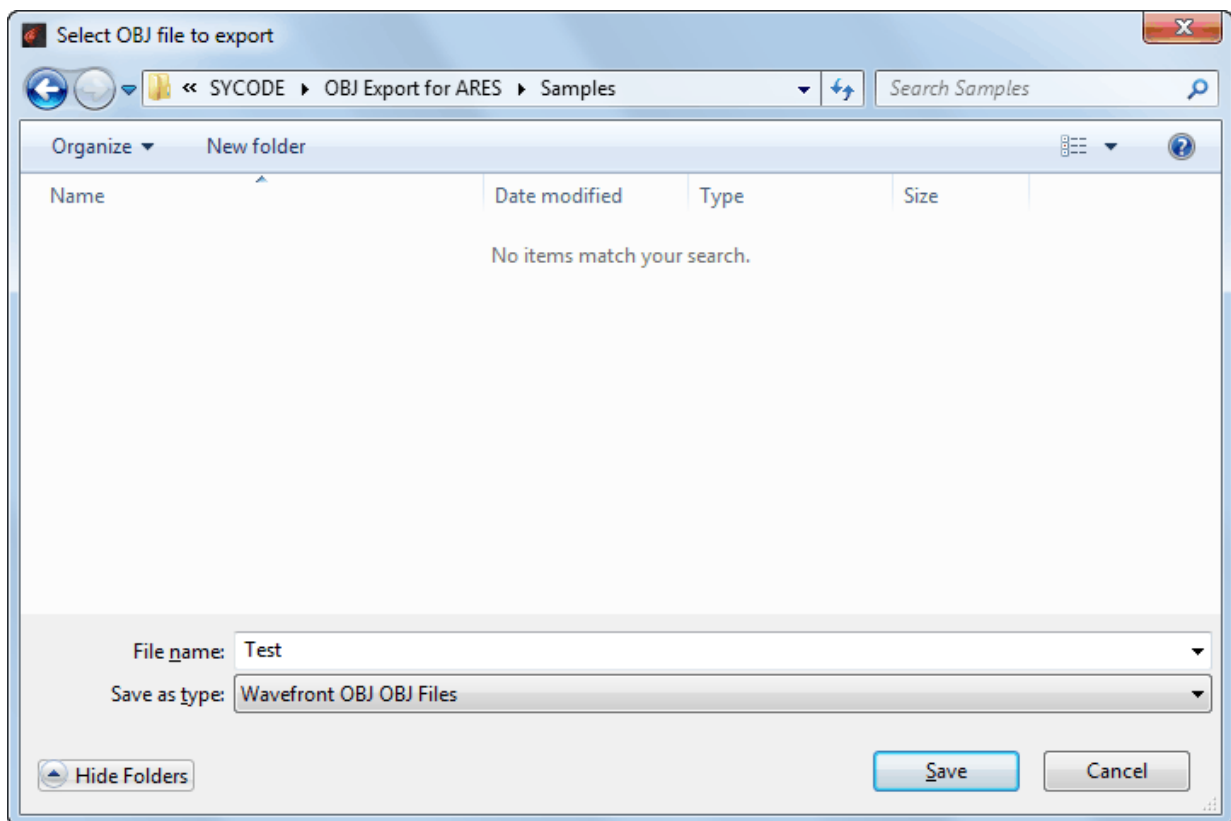 Select OBJ file to export
« SYCODE ▸ OBJ Export for ARES ▸ Samples
Search Samples
Organize
New folder
Name Date modified Type Size
No items match your search.
File name: Test
Save as type: Wavefront OBJ OBJ Files
Hide Folders
Save
Cancel